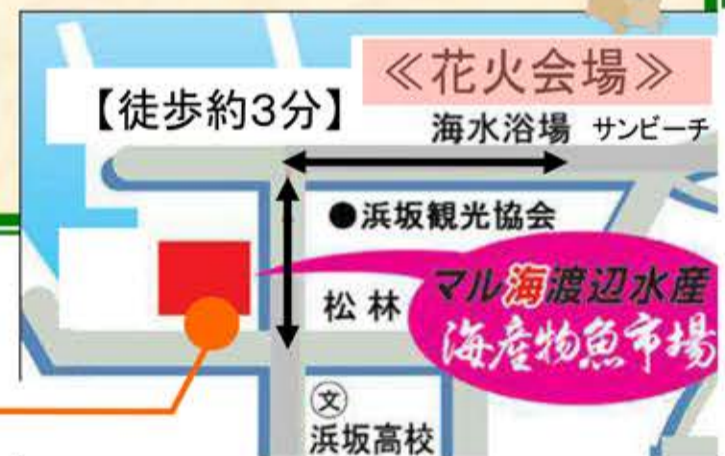 ≪花火会場≫
【徒歩約3分】
海水浴場 サンビーチ
●浜坂観光協会
マル海渡辺水産
海産物魚市場
松林
文
浜坂高校